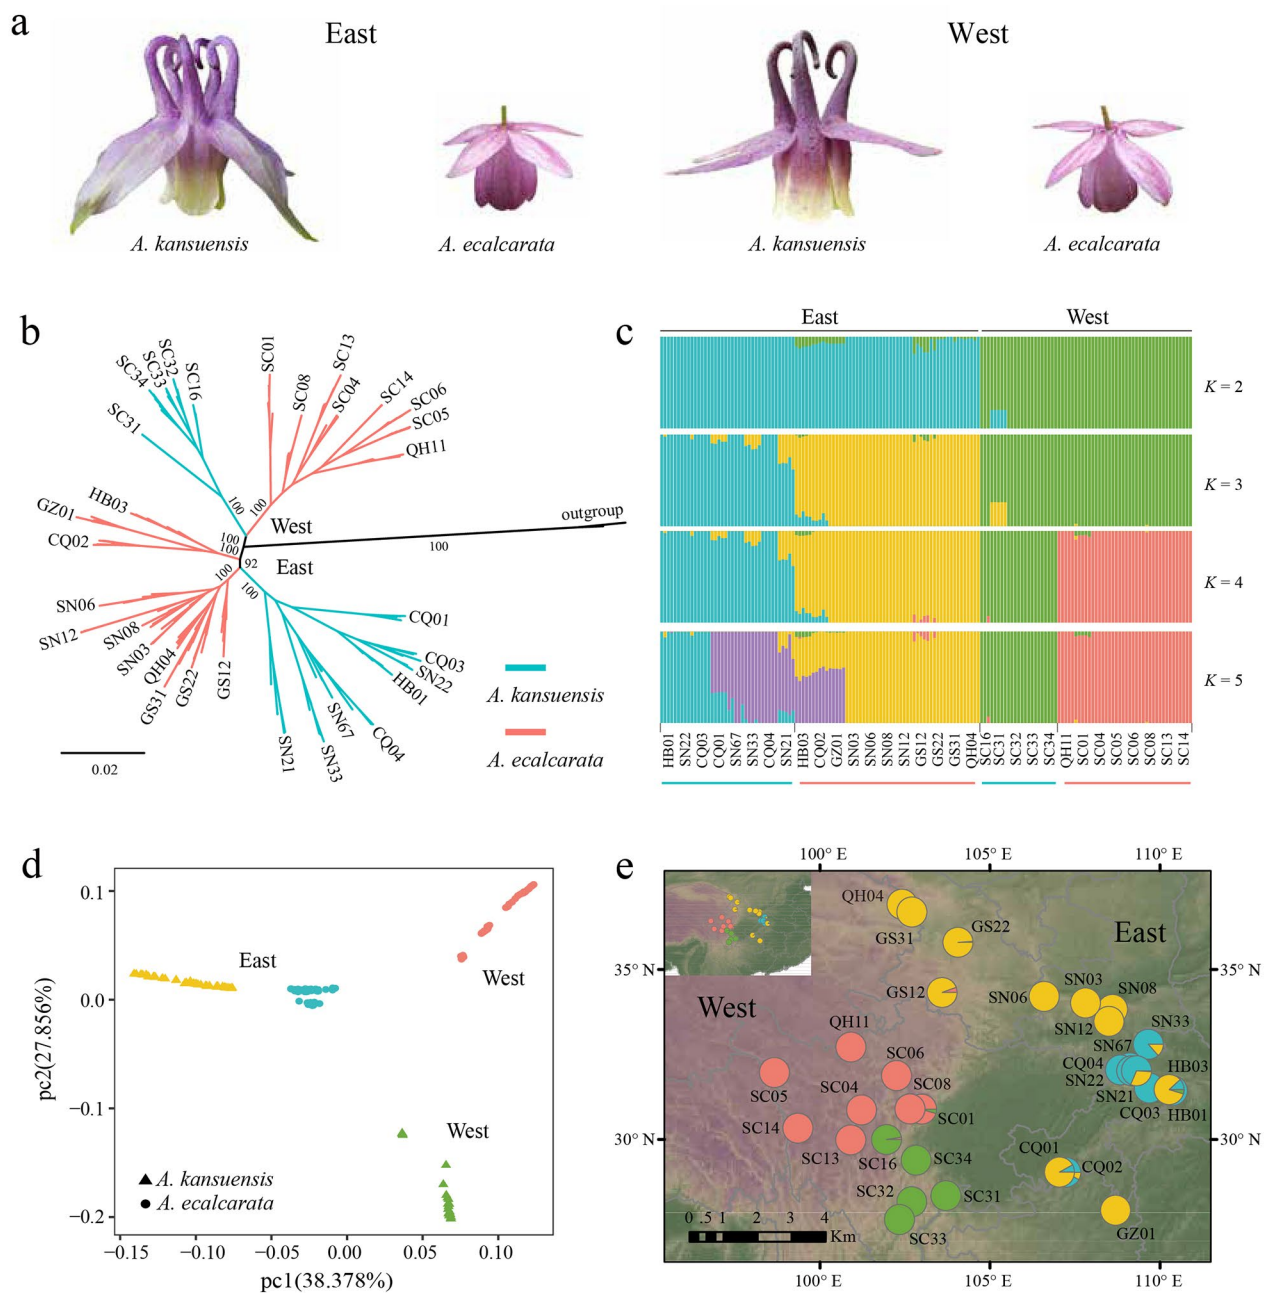 a
East
West
A. kansuensis
A. ecalcarata
A. kansuensis
A. ecalcarata
b
SC34
SC33
SC32
SC16
SC31
SC01
SC08
SC13
SC04
SC14
SC06
SC05
QH11
HB03
GZ01
CQ02
100
100
West
outgroup
100
100
100
92
East
100
100
SN06
SN12
SN08
SN03
QH04
GS31
GS22
GS12
CQ01
CQ03
SN22
HB01
SN67
CQ04
SN33
SN21
A. kansuensis
A. ecalcarata
0.02
c
East
West
K = 2
K = 3
K = 4
K = 5
HB01
SN22
CQ03
CQ01
SN67
SN33
CQ04
SN21
HB03
CQ02
GZ01
SN03
SN06
SN08
SN12
GS12
GS22
GS31
QH04
SC16
SC31
SC32
SC33
SC34
QH11
SC01
SC04
SC05
SC06
SC08
SC13
SC14
d
0.1
0.0
−0.1
−0.2
pc2(27.856%)
East
West
West
A. kansuensis
A. ecalcarata
−0.15
−0.10
−0.05
0.00
0.05
0.10
pc1(38.378%)
e
100° E
105° E
110° E
QH04
GS31
GS22
East
35° N
35° N
GS12
SN06
SN03
SN08
SN12
West
QH11
SN33
SN67
SC06
CQ04
HB03
SC05
SC04
SC08
SN22
SN21
CQ03
HB01
SC14
SC01
30° N
30° N
SC13
SC16
SC34
CQ01
CQ02
SC32
SC31
0 .5 1 2 3 4
Km
SC33
GZ01
100° E
105° E
110° E